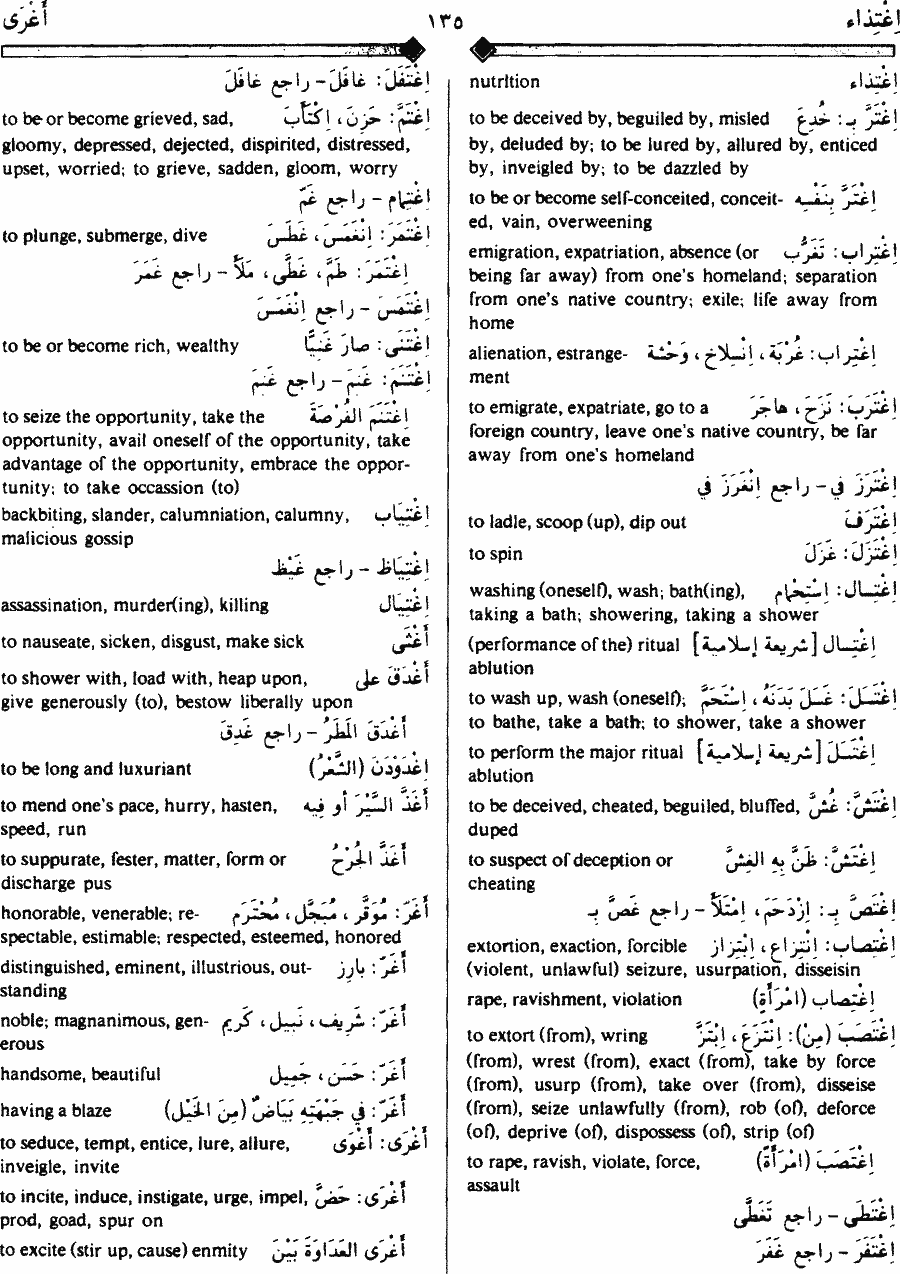 اِغْتِذاء ١٣٥ أَغْرَى
اِغْتِذاء nutrition
اِغْتَرَّ بِـ : خُدِعَ to be deceived by, beguiled by, misled
by, deluded by; to be lured by, allured by, enticed
by, inveigled by; to be dazzled by
اِغْتَرَّ بِنَفْسِهِ to be or become self-conceited, conceit-
ed, vain, overweening
اِغْتِراب : تَغَرُّب emigration, expatriation, absence (or
being far away) from one's homeland; separation
from one's native country; exile; life away from
home
اِغْتِراب : غُرْبَة ، اِنْسِلاخ ، وَحْشَة alienation, estrange-
ment
اِغْتَرَبَ : نَزَحَ ، هاجَرَ to emigrate, expatriate, go to a
foreign country, leave one's native country, be far
away from one's homeland
اِغْتَرَزَ في - راجع اِنْغَرَزَ في
اِغْتَرَفَ to ladle, scoop (up), dip out
اِغْتَزَلَ : غَزَلَ to spin
اِغْتِسال : اِسْتِحْمام washing (oneself), wash; bath(ing),
taking a bath; showering, taking a shower
اِغْتِسال [شريعة إسلامية] (performance of the) ritual
ablution
اِغْتَسَلَ : غَسَلَ بَدَنَهُ ، اِسْتَحَمَّ to wash up, wash (oneself);
to bathe, take a bath; to shower, take a shower
اِغْتَسَلَ [شريعة إسلامية] to perform the major ritual
ablution
اِغْتَشَّ : غُشَّ to be deceived, cheated, beguiled, bluffed,
duped
اِغْتَشَّ : ظَنَّ بِهِ الغِشَّ to suspect of deception or
cheating
اِغْتَصَّ بِـ : اِزْدَحَمَ ، اِمْتَلَأَ - راجع غَصَّ بِـ
اِغْتِصاب : اِنْتِزاع ، اِبْتِزاز extortion, exaction, forcible
(violent, unlawful) seizure, usurpation, disseisin
اِغْتِصاب (اِمْرَأَةٍ) rape, ravishment, violation
اِغْتَصَبَ (مِنْ) : اِنْتَزَعَ ، اِبْتَزَّ to extort (from), wring
(from), wrest (from), exact (from), take by force
(from), usurp (from), take over (from), disseise
(from), seize unlawfully (from), rob (of), deforce
(of), deprive (of), dispossess (of), strip (of)
اِغْتَصَبَ (اِمْرَأَةً) to rape, ravish, violate, force,
assault
اِغْتَطَى - راجع تَغَطَّى
اِغْتَفَرَ - راجع غَفَرَ
اِغْتَفَلَ : غافَلَ - راجع غافَلَ
اِغْتَمَّ : حَزِنَ ، اِكْتَأَبَ to be or become grieved, sad,
gloomy, depressed, dejected, dispirited, distressed,
upset, worried; to grieve, sadden, gloom, worry
اِغْتِمام - راجع غَمّ
اِغْتَمَرَ : اِنْغَمَسَ ، غَطَسَ to plunge, submerge, dive
اِغْتَمَرَ : طَمَّ ، غَطَّى ، مَلَأَ - راجع غَمَرَ
اِغْتَمَسَ - راجع اِنْغَمَسَ
اِغْتَنَى : صارَ غَنِيًّا to be or become rich, wealthy
اِغْتَنَمَ : غَنِمَ - راجع غَنِمَ
اِغْتَنَمَ الفُرْصَةَ to seize the opportunity, take the
opportunity, avail oneself of the opportunity, take
advantage of the opportunity, embrace the oppor-
tunity; to take occassion (to)
اِغْتِيَاب backbiting, slander, calumniation, calumny,
malicious gossip
اِغْتِيَاظ - راجع غَيْظ
اِغْتِيَال assassination, murder(ing), killing
أَغْثَى to nauseate, sicken, disgust, make sick
أَغْدَقَ على to shower with, load with, heap upon,
give generously (to), bestow liberally upon
أَغْدَقَ المَطَرُ - راجع غَدِقَ
اِغْدَوْدَنَ (الشَّعْرُ) to be long and luxuriant
أَغَذَّ السَّيْرَ أو فيه to mend one's pace, hurry, hasten,
speed, run
أَغَذَّ الجُرْحُ to suppurate, fester, matter, form or
discharge pus
أَغَرّ : مُوَقَّر ، مُبَجَّل ، مُحْتَرَم honorable, venerable; re-
spectable, estimable; respected, esteemed, honored
أَغَرّ : بارِز distinguished, eminent, illustrious, out-
standing
أَغَرّ : شَرِيف ، نَبِيل ، كَرِيم noble; magnanimous, gen-
erous
أَغَرّ : حَسَن ، جَمِيل handsome, beautiful
أَغَرّ : في جَبْهَتِهِ بَيَاضٌ (مِنَ الخَيْل) having a blaze
أَغْرَى : أَغْوَى to seduce, tempt, entice, lure, allure,
inveigle, invite
أَغْرَى : حَضَّ to incite, induce, instigate, urge, impel,
prod, goad, spur on
أَغْرَى العَدَاوَةَ بَيْنَ to excite (stir up, cause) enmity